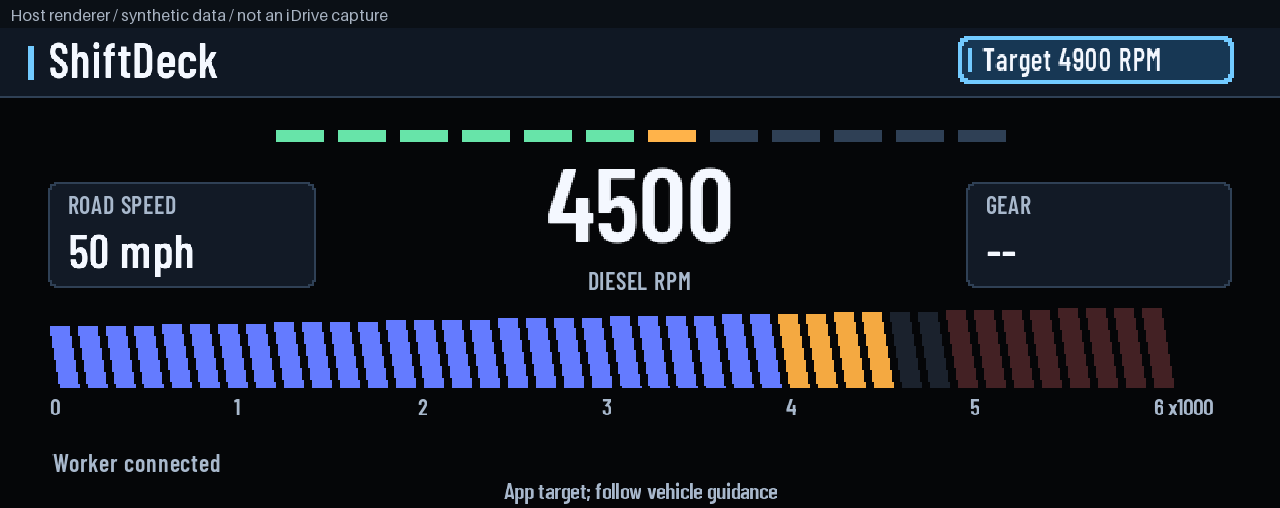 Host renderer / synthetic data / not an iDrive capture
ShiftDeck
Target 4900 RPM
ROAD SPEED
50 mph
4500
DIESEL RPM
GEAR
--
0 1 2 3 4 5 6 x1000
Worker connected
App target; follow vehicle guidance